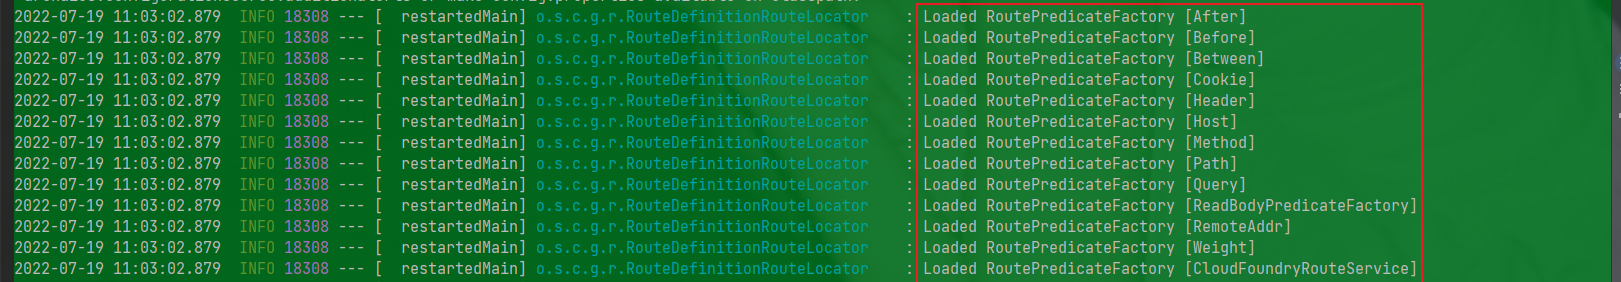 2022-07-19 11:03:02.879  INFO 18308 --- [  restartedMain] o.s.c.g.r.RouteDefinitionRouteLocator    : Loaded RoutePredicateFactory [After]
2022-07-19 11:03:02.879  INFO 18308 --- [  restartedMain] o.s.c.g.r.RouteDefinitionRouteLocator    : Loaded RoutePredicateFactory [Before]
2022-07-19 11:03:02.879  INFO 18308 --- [  restartedMain] o.s.c.g.r.RouteDefinitionRouteLocator    : Loaded RoutePredicateFactory [Between]
2022-07-19 11:03:02.879  INFO 18308 --- [  restartedMain] o.s.c.g.r.RouteDefinitionRouteLocator    : Loaded RoutePredicateFactory [Cookie]
2022-07-19 11:03:02.879  INFO 18308 --- [  restartedMain] o.s.c.g.r.RouteDefinitionRouteLocator    : Loaded RoutePredicateFactory [Header]
2022-07-19 11:03:02.879  INFO 18308 --- [  restartedMain] o.s.c.g.r.RouteDefinitionRouteLocator    : Loaded RoutePredicateFactory [Host]
2022-07-19 11:03:02.879  INFO 18308 --- [  restartedMain] o.s.c.g.r.RouteDefinitionRouteLocator    : Loaded RoutePredicateFactory [Method]
2022-07-19 11:03:02.879  INFO 18308 --- [  restartedMain] o.s.c.g.r.RouteDefinitionRouteLocator    : Loaded RoutePredicateFactory [Path]
2022-07-19 11:03:02.879  INFO 18308 --- [  restartedMain] o.s.c.g.r.RouteDefinitionRouteLocator    : Loaded RoutePredicateFactory [Query]
2022-07-19 11:03:02.879  INFO 18308 --- [  restartedMain] o.s.c.g.r.RouteDefinitionRouteLocator    : Loaded RoutePredicateFactory [ReadBodyPredicateFactory]
2022-07-19 11:03:02.879  INFO 18308 --- [  restartedMain] o.s.c.g.r.RouteDefinitionRouteLocator    : Loaded RoutePredicateFactory [RemoteAddr]
2022-07-19 11:03:02.879  INFO 18308 --- [  restartedMain] o.s.c.g.r.RouteDefinitionRouteLocator    : Loaded RoutePredicateFactory [Weight]
2022-07-19 11:03:02.879  INFO 18308 --- [  restartedMain] o.s.c.g.r.RouteDefinitionRouteLocator    : Loaded RoutePredicateFactory [CloudFoundryRouteService]